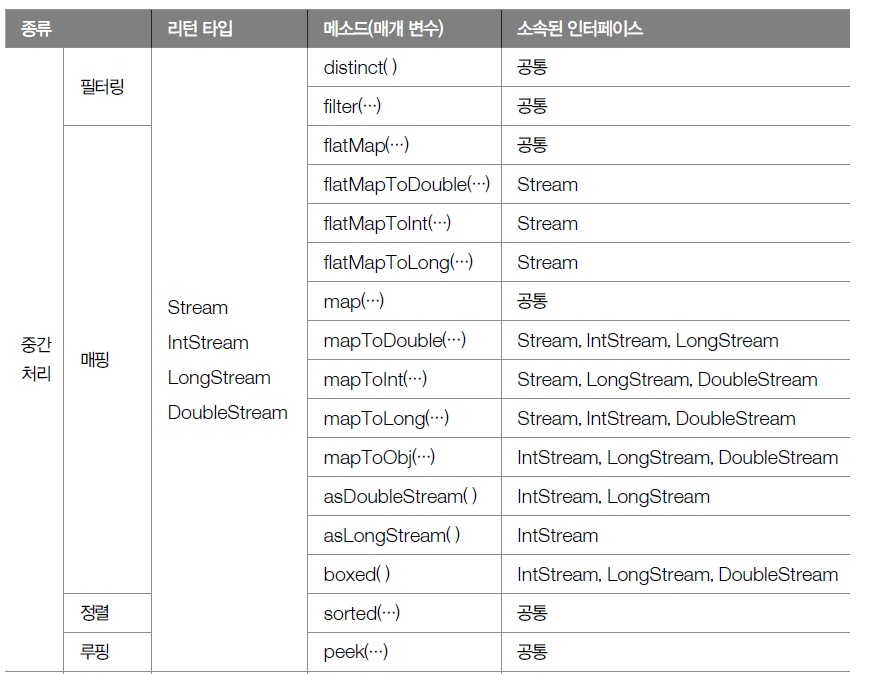 종류 리턴 타입 메소드(매개 변수) 소속된 인터페이스
중간
처리
필터링
매핑
정렬
루핑
Stream
IntStream
LongStream
DoubleStream
distinct( ) 공통
filter(…) 공통
flatMap(…) 공통
flatMapToDouble(…) Stream
flatMapToInt(…) Stream
flatMapToLong(…) Stream
map(…) 공통
mapToDouble(…) Stream, IntStream, LongStream
mapToInt(…) Stream, LongStream, DoubleStream
mapToLong(…) Stream, IntStream, DoubleStream
mapToObj(…) IntStream, LongStream, DoubleStream
asDoubleStream( ) IntStream, LongStream
asLongStream( ) IntStream
boxed( ) IntStream, LongStream, DoubleStream
sorted(…) 공통
peek(…) 공통